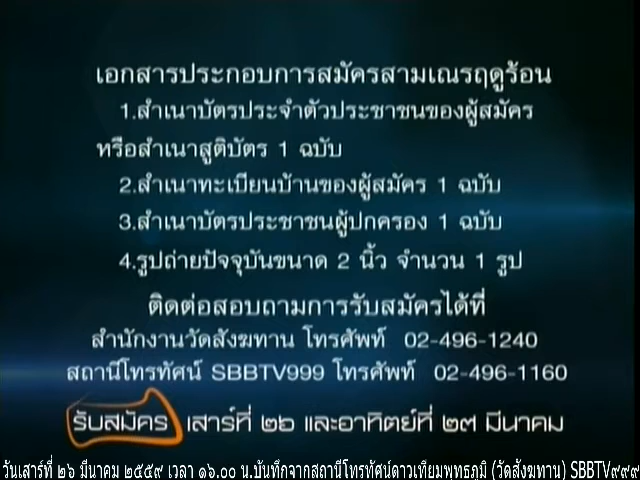 เอกสารประกอบการสมัครสามเณรฤดูร้อน
1.สำเนาบัตรประจำตัวประชาชนของผู้สมัคร
หรือสำเนาสูติบัตร 1 ฉบับ
2.สำเนาทะเบียนบ้านของผู้สมัคร 1 ฉบับ
3.สำเนาบัตรประชาชนผู้ปกครอง 1 ฉบับ
4.รูปถ่ายปัจจุบันขนาด 2 นิ้ว จำนวน 1 รูป
ติดต่อสอบถามการรับสมัครได้ที่
สำนักงานวัดสังฆทาน โทรศัพท์ 02-496-1240
สถานีโทรทัศน์ SBBTV999 โทรศัพท์ 02-496-1160
รับสมัคร เสาร์ที่ ๒๖ และอาทิตย์ที่ ๒๗ มีนาคม
วันเสาร์ที่ ๒๖ มีนาคม ๒๕๕๙ เวลา ๑๖.๐๐ น.บันทึกจากสถานีโทรทัศน์ดาวเทียมพุทธภูมิ (วัดสังฆทาน) SBBTV๙๙๙